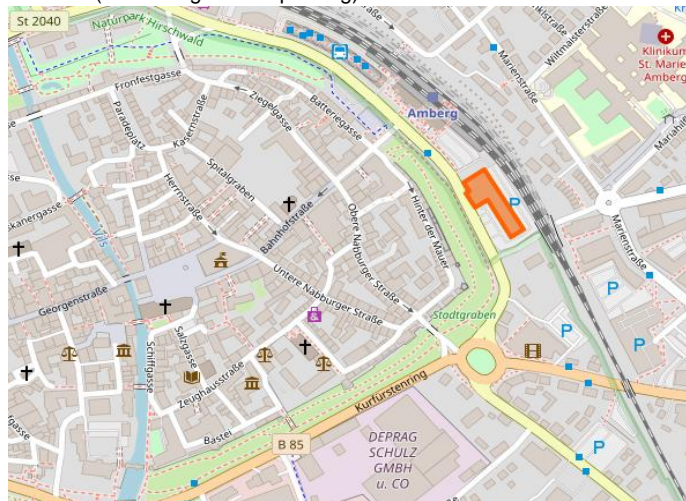 St 2040
Naturpark Hirschwald
Fronfestgasse
Paradeplatz
Kasernstraße
Ziegelgasse
Batteriegasse
Spitalgraben
Herrnstraße
Bahnhofstraße
Obere Nabburger Straße
Hinter der Mauer
Untere Nabburger Straße
Amberg
Marienstraße
Wiltmaisterstraße
Klinikum
St. Marien
Amberg
Mariahilf
Marienstraße
P
Vils
Georgenstraße
Schiffgasse
Salzgasse
Zeughausstraße
Bastei
Stadtgraben
Kurfürstenring
B 85
DEPRAG
SCHULZ
GMBH
u. CO
P
P
P
P